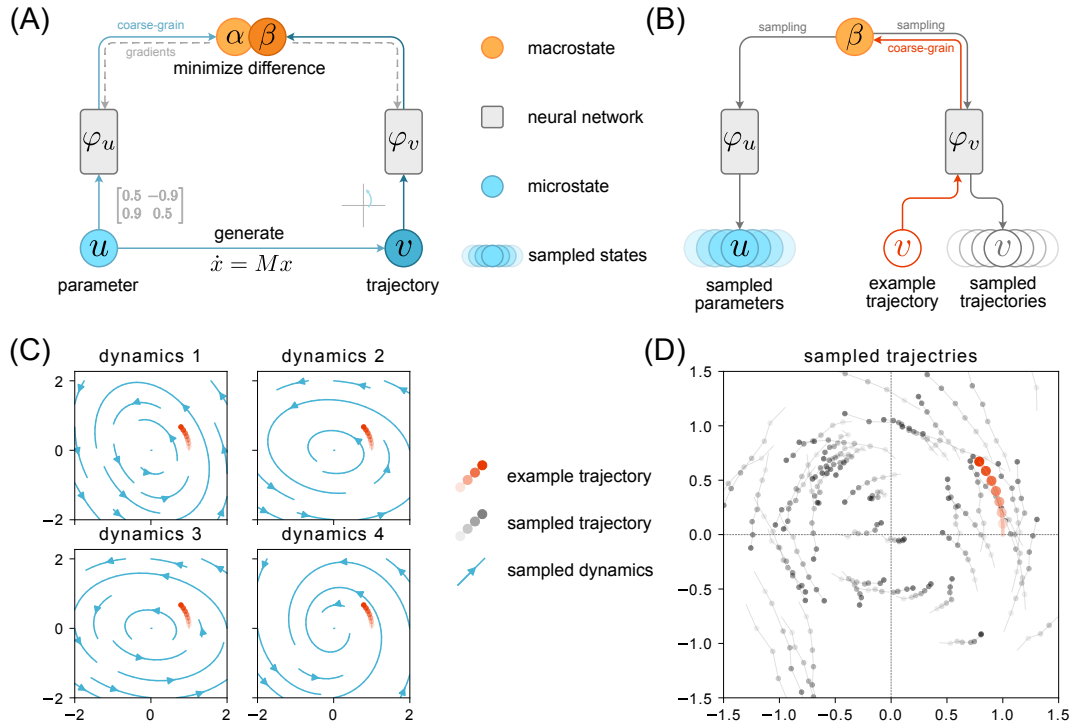 (A)
coarse-grain
gradients
α β
minimize difference
φu
φv
[0.5 −0.9
0.9 0.5]
u
generate
ẋ = Mx
v
parameter
trajectory
macrostate
neural network
microstate
sampled states
(B)
sampling
β
sampling
coarse-grain
φu
φv
u
v
v
sampled
parameters
example
trajectory
sampled
trajectories
(C)
dynamics 1
dynamics 2
2
0
−2
dynamics 3
dynamics 4
2
0
−2
−2 0 2
−2 0 2
example trajectory
sampled trajectory
sampled dynamics
(D)
sampled trajectries
1.5
1.0
0.5
0.0
−0.5
−1.0
−1.5
−1.5 −1.0 −0.5 0.0 0.5 1.0 1.5